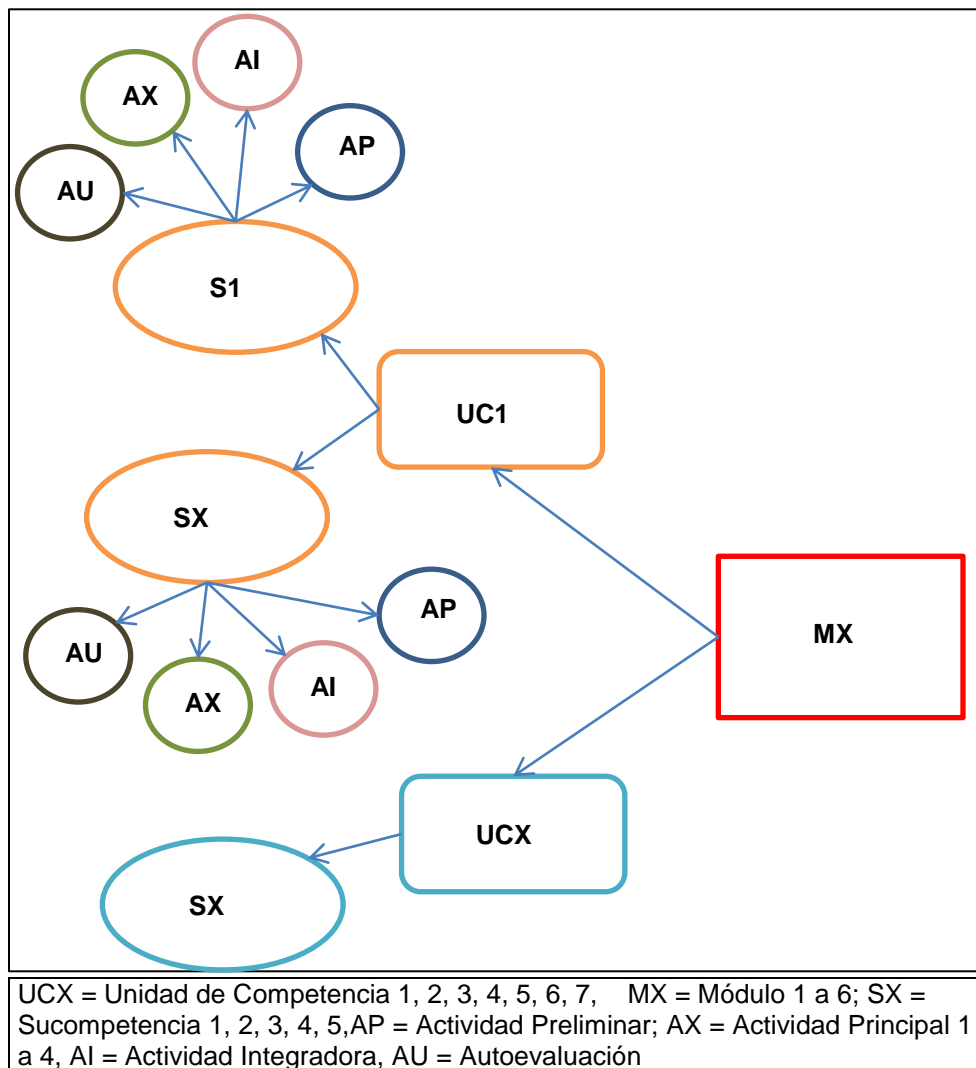 AI
AX
AP
AU
S1
UC1
SX
AP
MX
AU
AI
AX
UCX
SX
UCX = Unidad de Competencia 1, 2, 3, 4, 5, 6, 7, MX = Módulo 1 a 6; SX =
Sucompetencia 1, 2, 3, 4, 5,AP = Actividad Preliminar; AX = Actividad Principal 1
a 4, AI = Actividad Integradora, AU = Autoevaluación